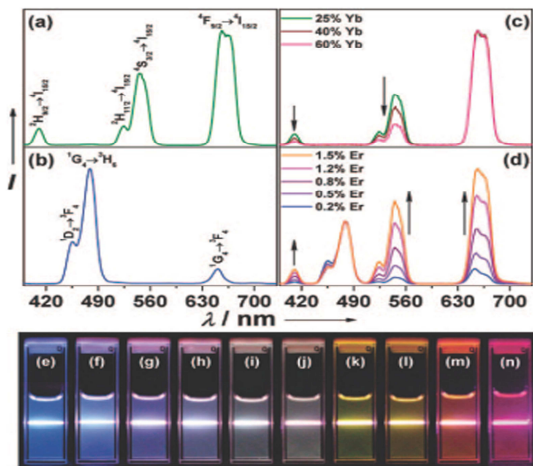 (a)
²H₉/₂→⁴I₁₅/₂
²H₁₁/₂→⁴I₁₅/₂
⁴S₃/₂→⁴I₁₅/₂
⁴F₉/₂→⁴I₁₅/₂
(c)
25% Yb
40% Yb
60% Yb
(b)
¹D₂→³F₄
¹G₄→³H₆
¹G₄→³F₄
(d)
1.5% Er
1.2% Er
0.8% Er
0.5% Er
0.2% Er
I
420 490 560 630 700 420 490 560 630 700
λ / nm
(e) (f) (g) (h) (i) (j) (k) (l) (m) (n)